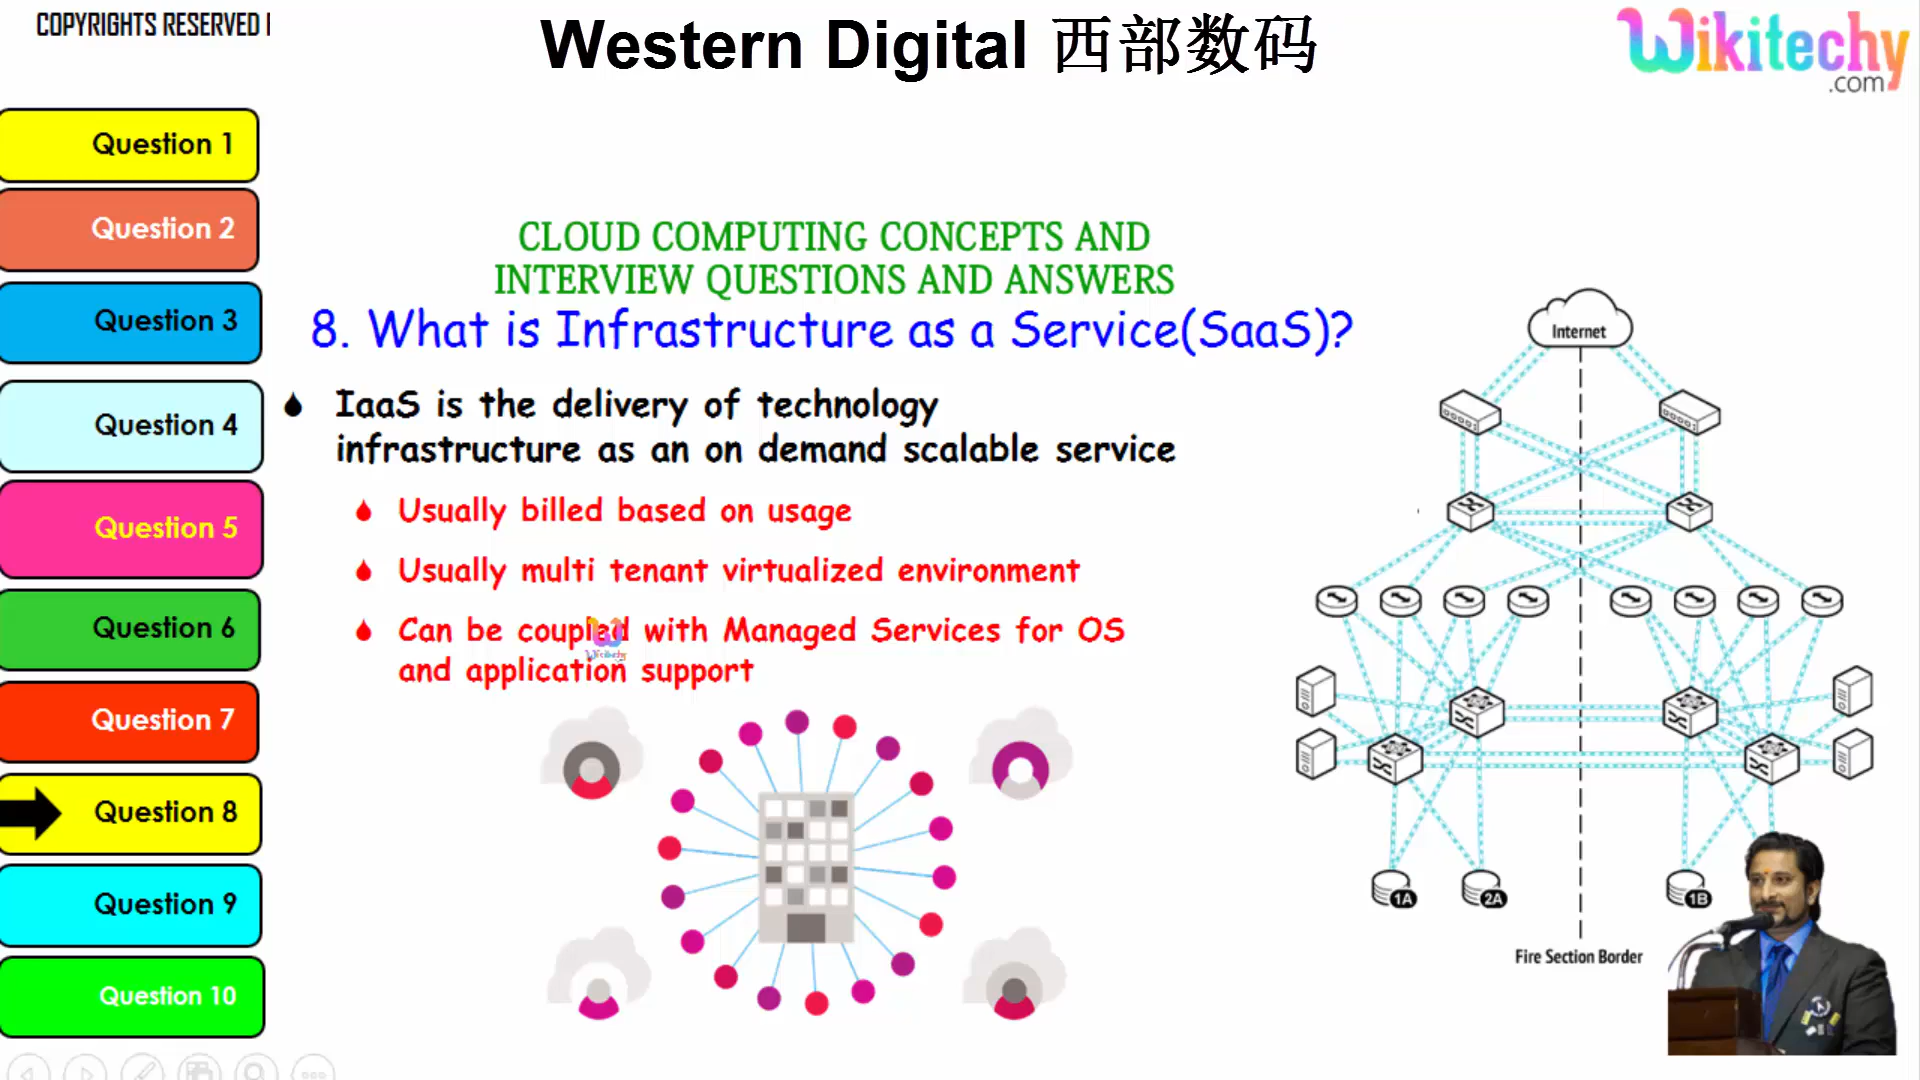 COPYRIGHTS RESERVED
Western Digital 西部数码
Wikitechy
.com
Question 1
Question 2
Question 3
Question 4
Question 5
Question 6
Question 7
Question 8
Question 9
Question 10
CLOUD COMPUTING CONCEPTS AND
INTERVIEW QUESTIONS AND ANSWERS
8. What is Infrastructure as a Service(SaaS)?
IaaS is the delivery of technology
infrastructure as an on demand scalable service
Usually billed based on usage
Usually multi tenant virtualized environment
Can be coupled with Managed Services for OS
and application support
Wikitechy
Internet
1A
2A
1B
Fire Section Border